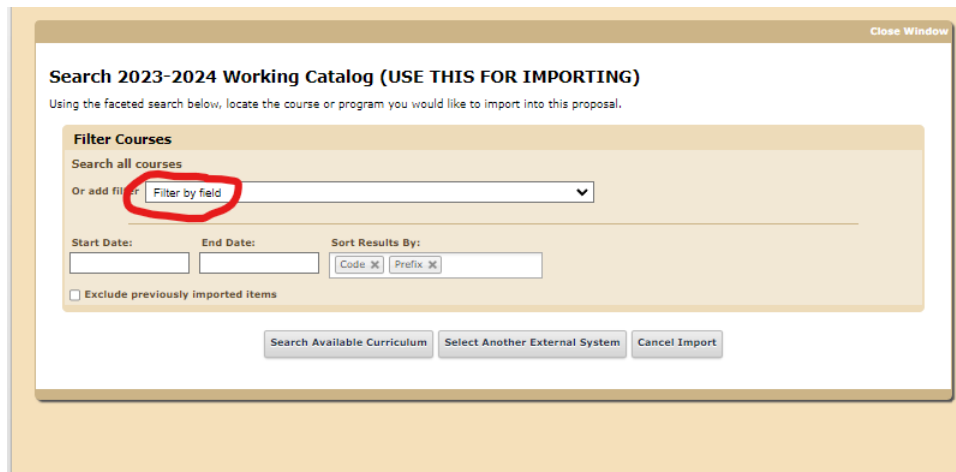 Close Window
Search 2023-2024 Working Catalog (USE THIS FOR IMPORTING)
Using the faceted search below, locate the course or program you would like to import into this proposal.
Filter Courses
Search all courses
Or add filter Filter by field
Start Date: End Date: Sort Results By:
Code Prefix
Exclude previously imported items
Search Available Curriculum Select Another External System Cancel Import